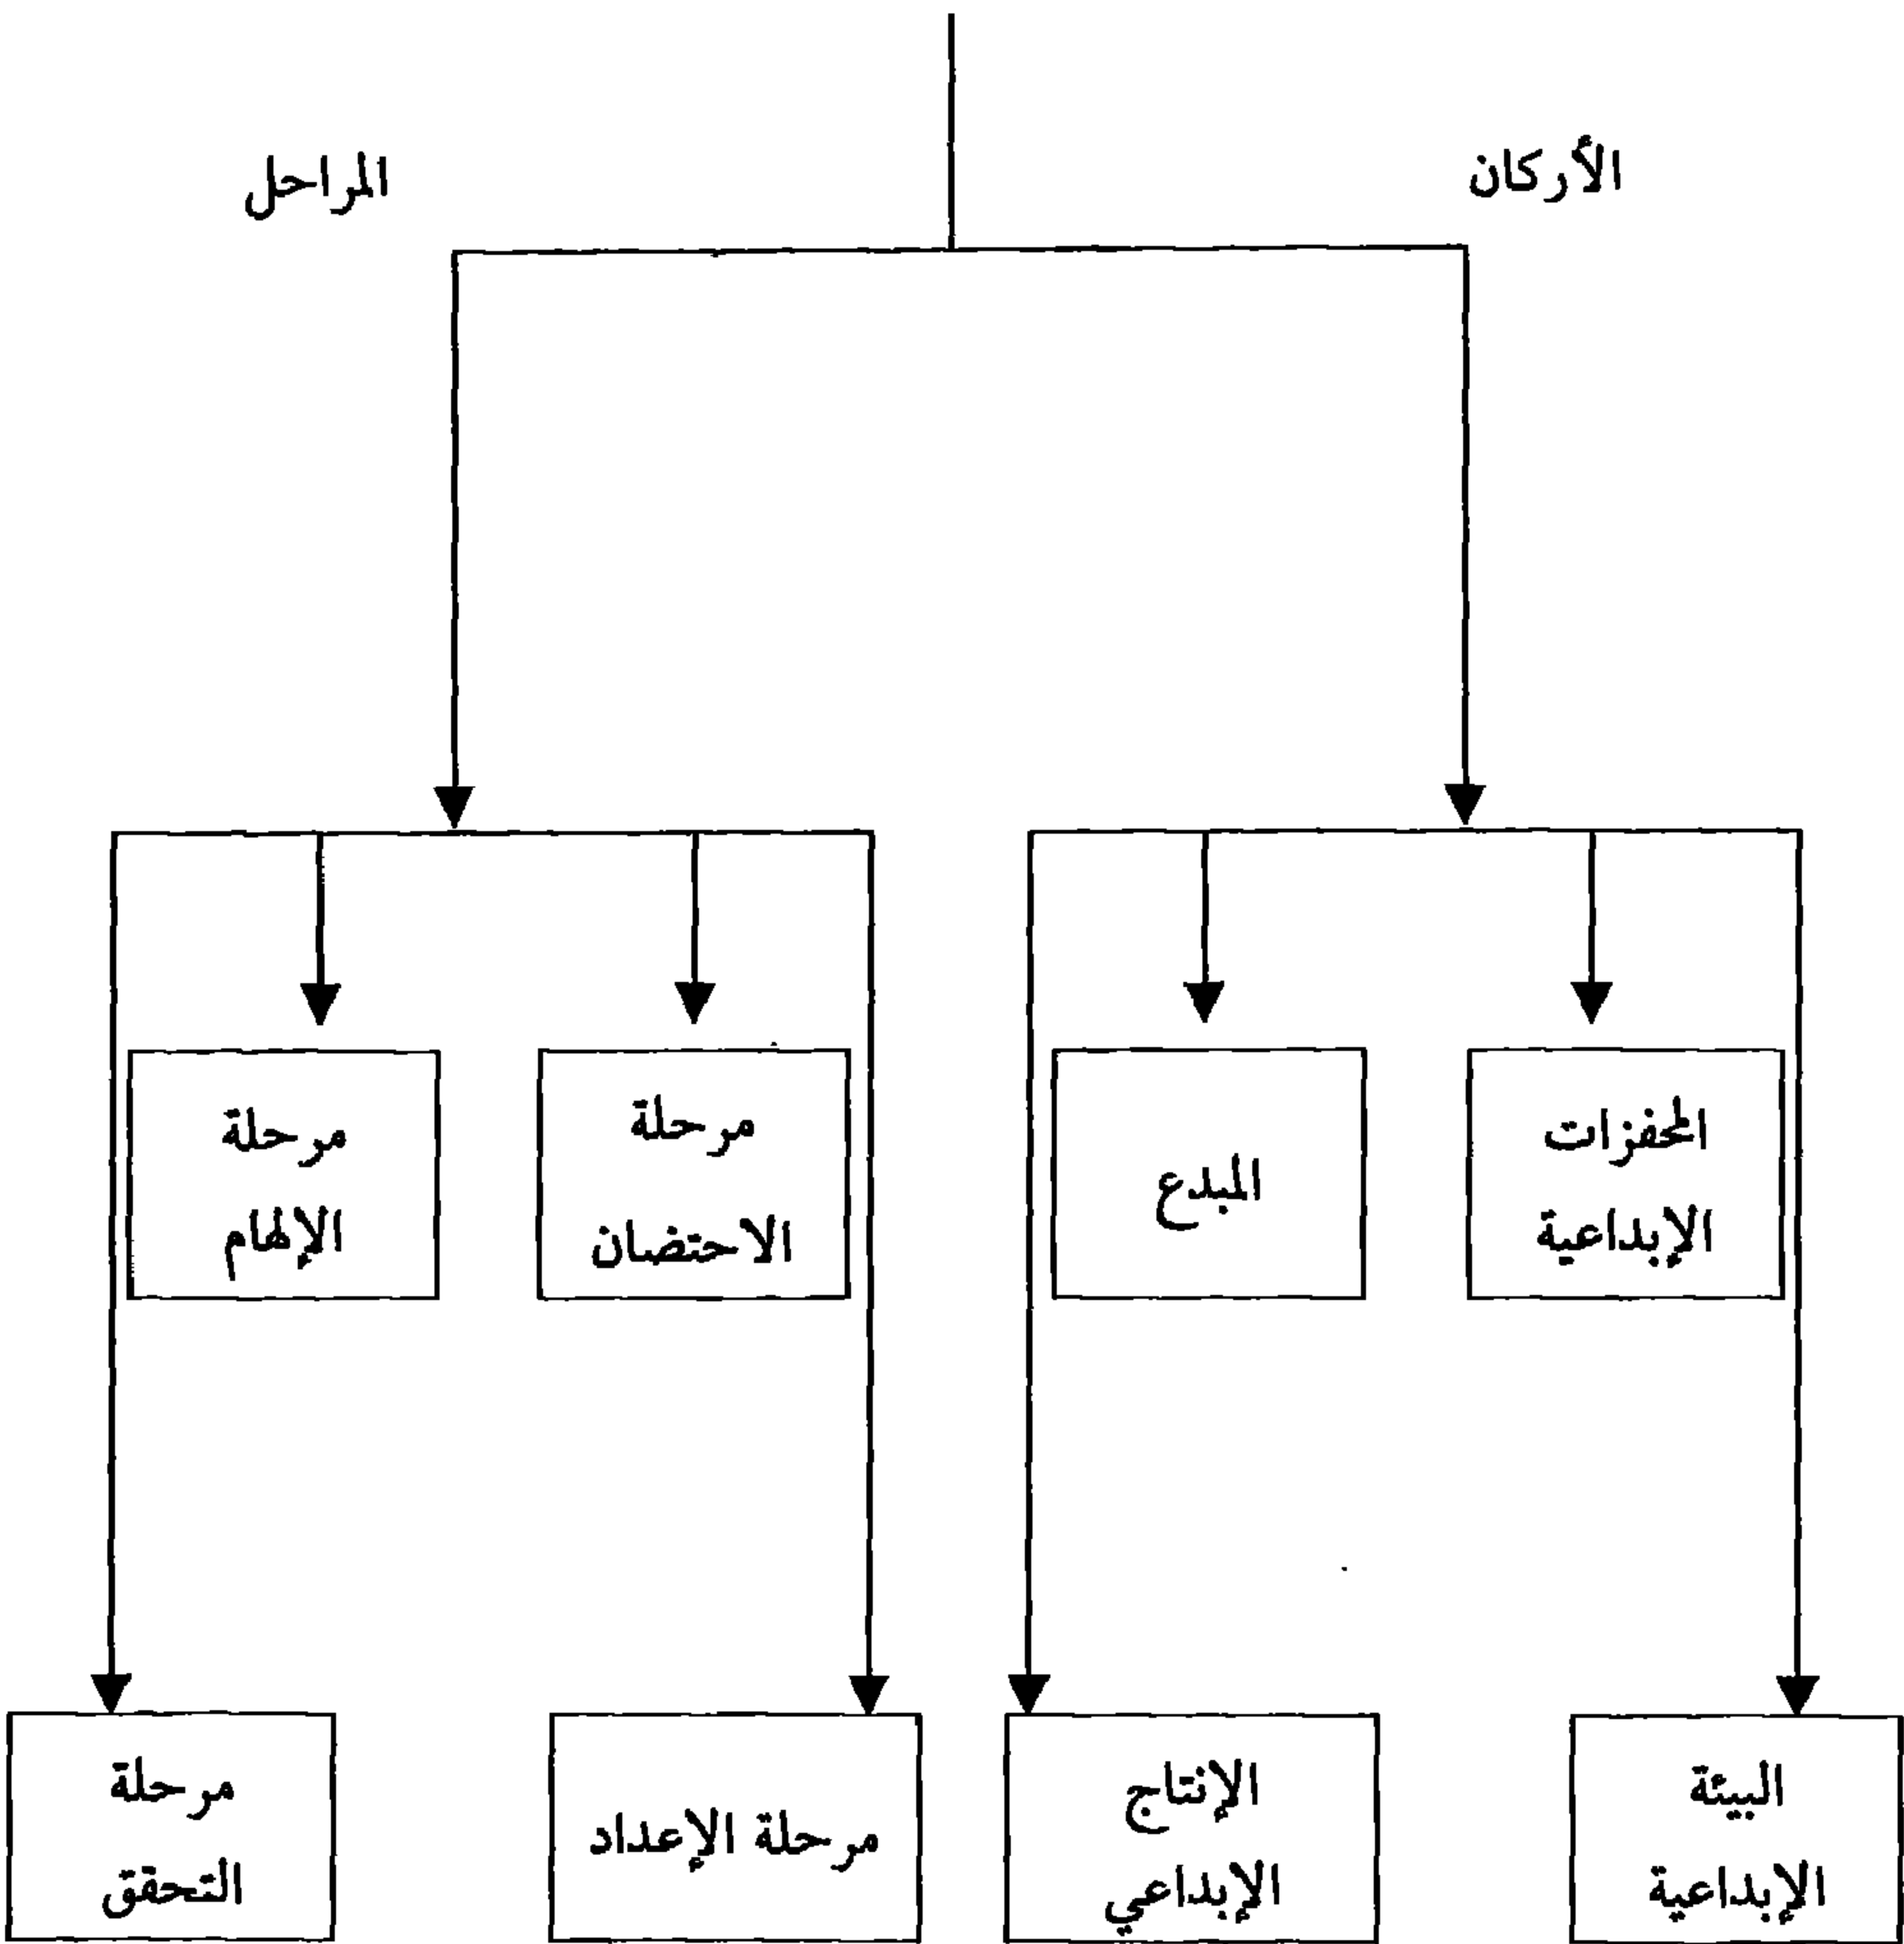 الأركان
المراحل
المحفزات
الإبداعية
المبدع
مرحلة
الاحتضان
مرحلة
الإلهام
البيئة
الإبداعية
الإنتاج
الإبداعي
مرحلة الإعداد
مرحلة
التحقق